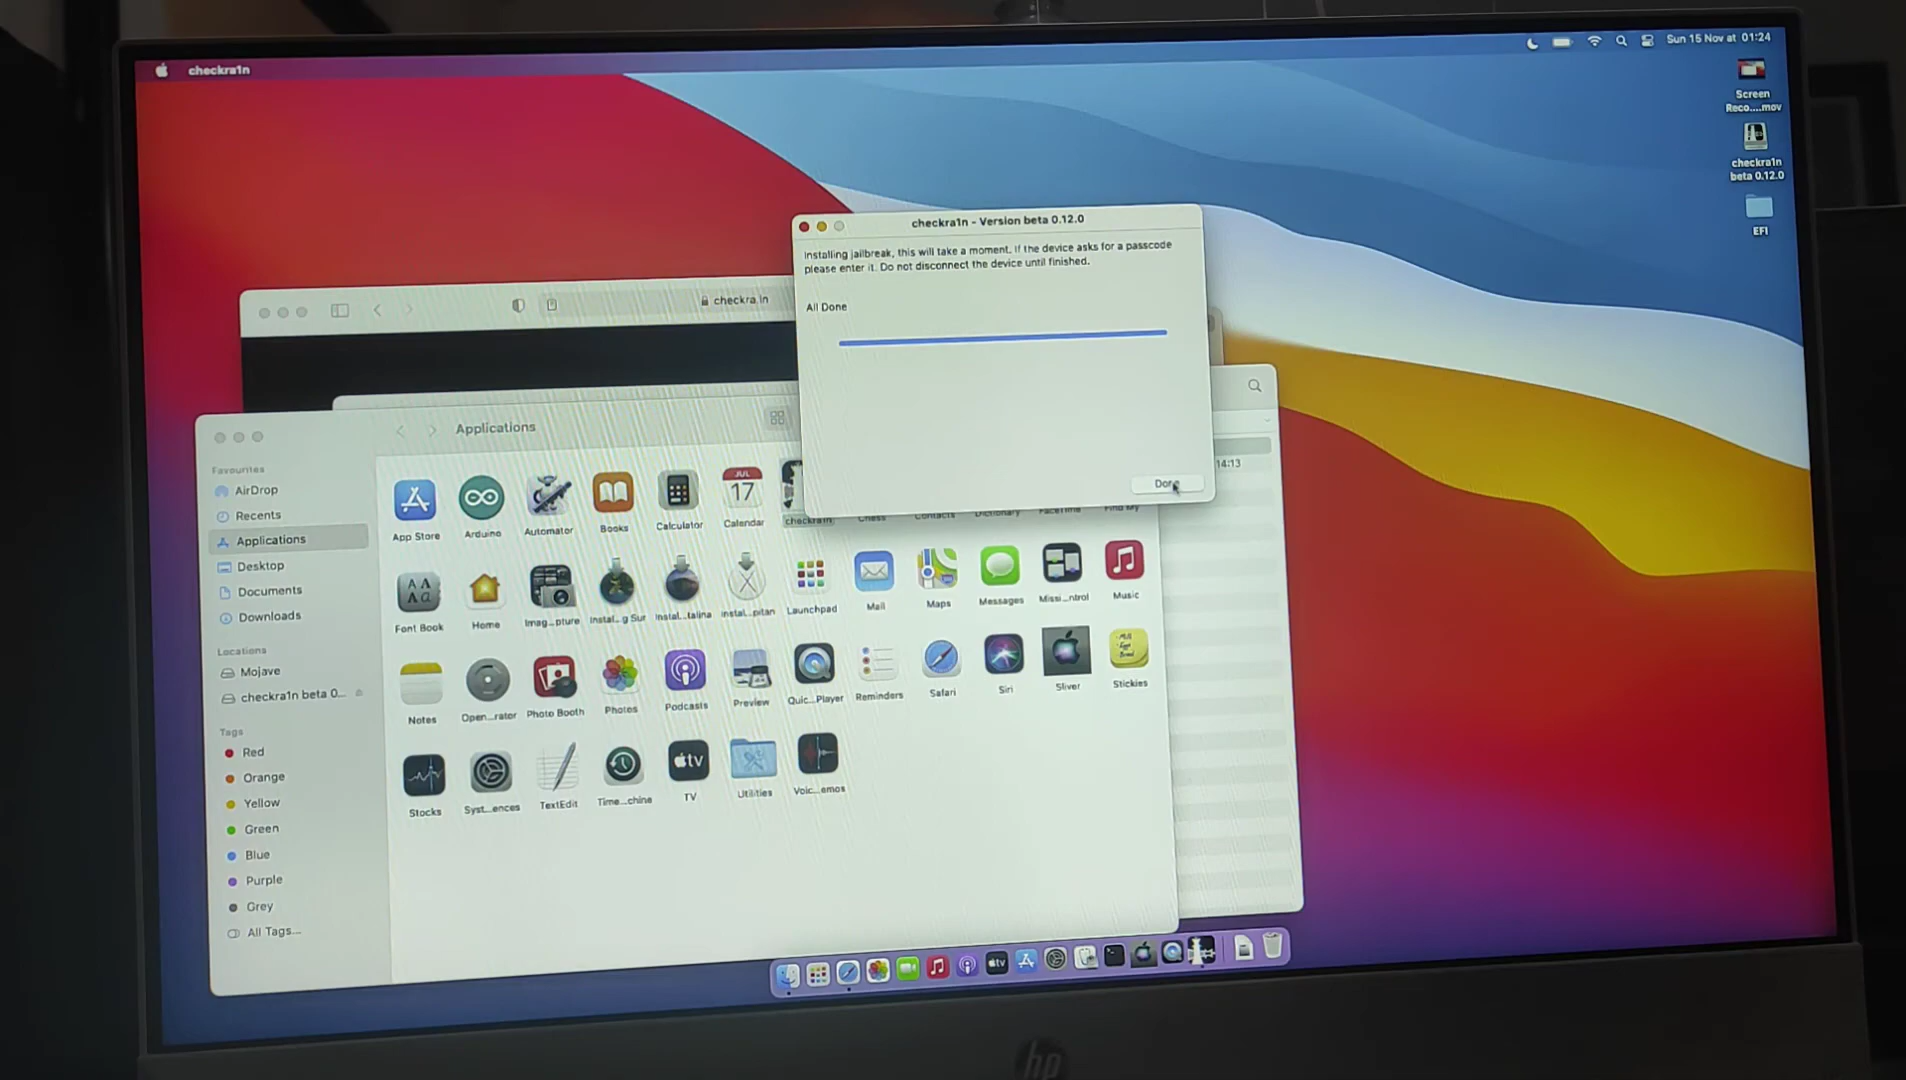 checkra1n
Sun 15 Nov at 01:24
Screen
Reco....mov
checkra1n
beta 0.12.0
EFI
checkra1n - Version beta 0.12.0
Installing jailbreak, this will take a moment. If the device asks for a passcode
please enter it. Do not disconnect the device until finished.
All Done
Done
checkra.in
14:13
Applications
Favourites
AirDrop
Recents
Applications
Desktop
Documents
Downloads
Locations
Mojave
checkra1n beta 0...
Tags
Red
Orange
Yellow
Green
Blue
Purple
Grey
All Tags...
JUL
17
App Store
Arduino
Automator
Books
Calculator
Calendar
checkra1n
Chess
Contacts
Dictionary
FaceTime
Find My
Font Book
Home
Imag...pture
Instal...g Sur
Instal...talina
Instal...pitan
Launchpad
Mail
Maps
Messages
Missi...ntrol
Music
Notes
Open...rator
Photo Booth
Photos
Podcasts
Preview
Quic...Player
Reminders
Safari
Siri
Sliver
Stickies
tv
Stocks
Syst...ences
TextEdit
Time...chine
TV
Utilities
Voic...emos
tv
hp